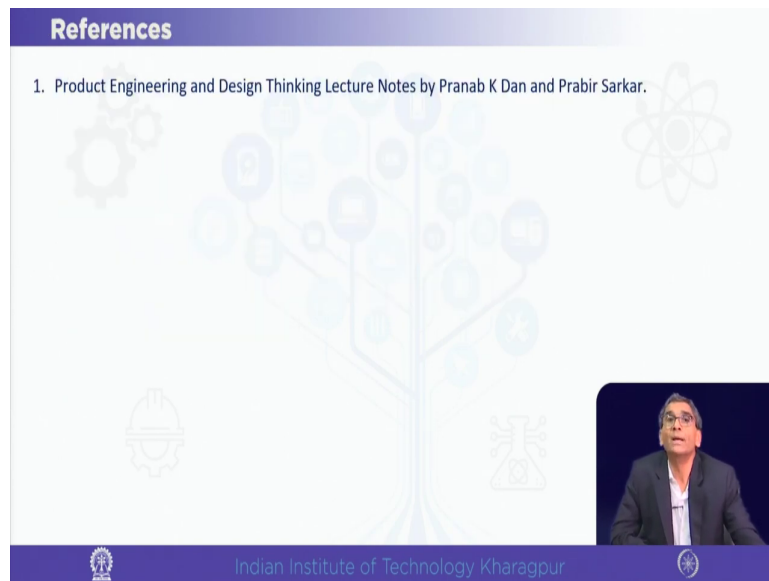 References
1. Product Engineering and Design Thinking Lecture Notes by Pranab K Dan and Prabir Sarkar.
Indian Institute of Technology Kharagpur